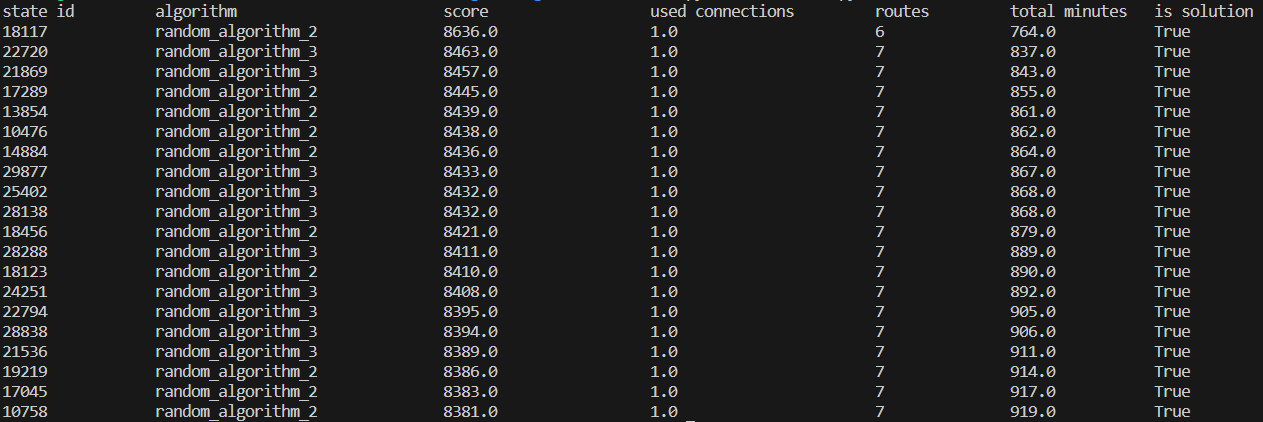 state id algorithm score used connections routes total minutes is solution
18117 random_algorithm_2 8636.0 1.0 6 764.0 True
22720 random_algorithm_3 8463.0 1.0 7 837.0 True
21869 random_algorithm_3 8457.0 1.0 7 843.0 True
17289 random_algorithm_2 8445.0 1.0 7 855.0 True
13854 random_algorithm_2 8439.0 1.0 7 861.0 True
10476 random_algorithm_2 8438.0 1.0 7 862.0 True
14884 random_algorithm_2 8436.0 1.0 7 864.0 True
29877 random_algorithm_3 8433.0 1.0 7 867.0 True
25402 random_algorithm_3 8432.0 1.0 7 868.0 True
28138 random_algorithm_3 8432.0 1.0 7 868.0 True
18456 random_algorithm_2 8421.0 1.0 7 879.0 True
28288 random_algorithm_3 8411.0 1.0 7 889.0 True
18123 random_algorithm_2 8410.0 1.0 7 890.0 True
24251 random_algorithm_3 8408.0 1.0 7 892.0 True
22794 random_algorithm_3 8395.0 1.0 7 905.0 True
28838 random_algorithm_3 8394.0 1.0 7 906.0 True
21536 random_algorithm_3 8389.0 1.0 7 911.0 True
19219 random_algorithm_2 8386.0 1.0 7 914.0 True
17045 random_algorithm_2 8383.0 1.0 7 917.0 True
10758 random_algorithm_2 8381.0 1.0 7 919.0 True